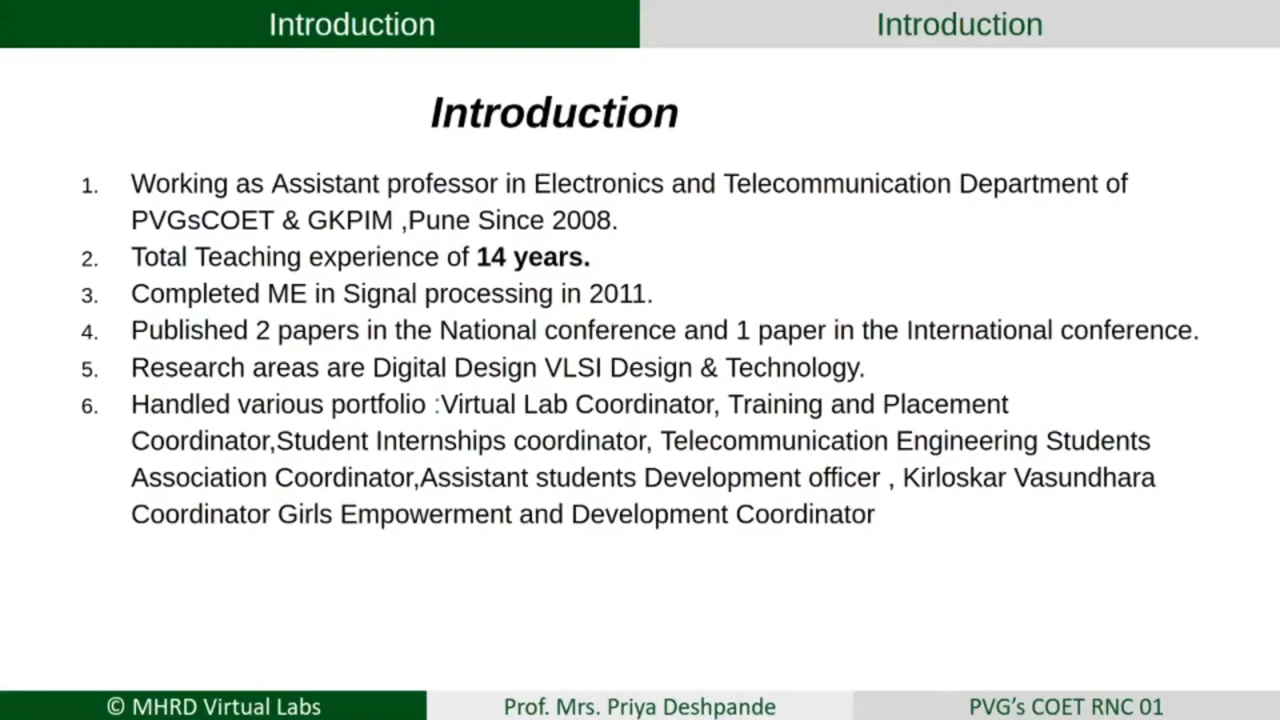 Introduction
Introduction
Introduction
1. Working as Assistant professor in Electronics and Telecommunication Department of
PVGsCOET & GKPIM ,Pune Since 2008.
2. Total Teaching experience of 14 years.
3. Completed ME in Signal processing in 2011.
4. Published 2 papers in the National conference and 1 paper in the International conference.
5. Research areas are Digital Design VLSI Design & Technology.
6. Handled various portfolio :Virtual Lab Coordinator, Training and Placement
Coordinator,Student Internships coordinator, Telecommunication Engineering Students
Association Coordinator,Assistant students Development officer , Kirloskar Vasundhara
Coordinator Girls Empowerment and Development Coordinator
© MHRD Virtual Labs
Prof. Mrs. Priya Deshpande
PVG’s COET RNC 01